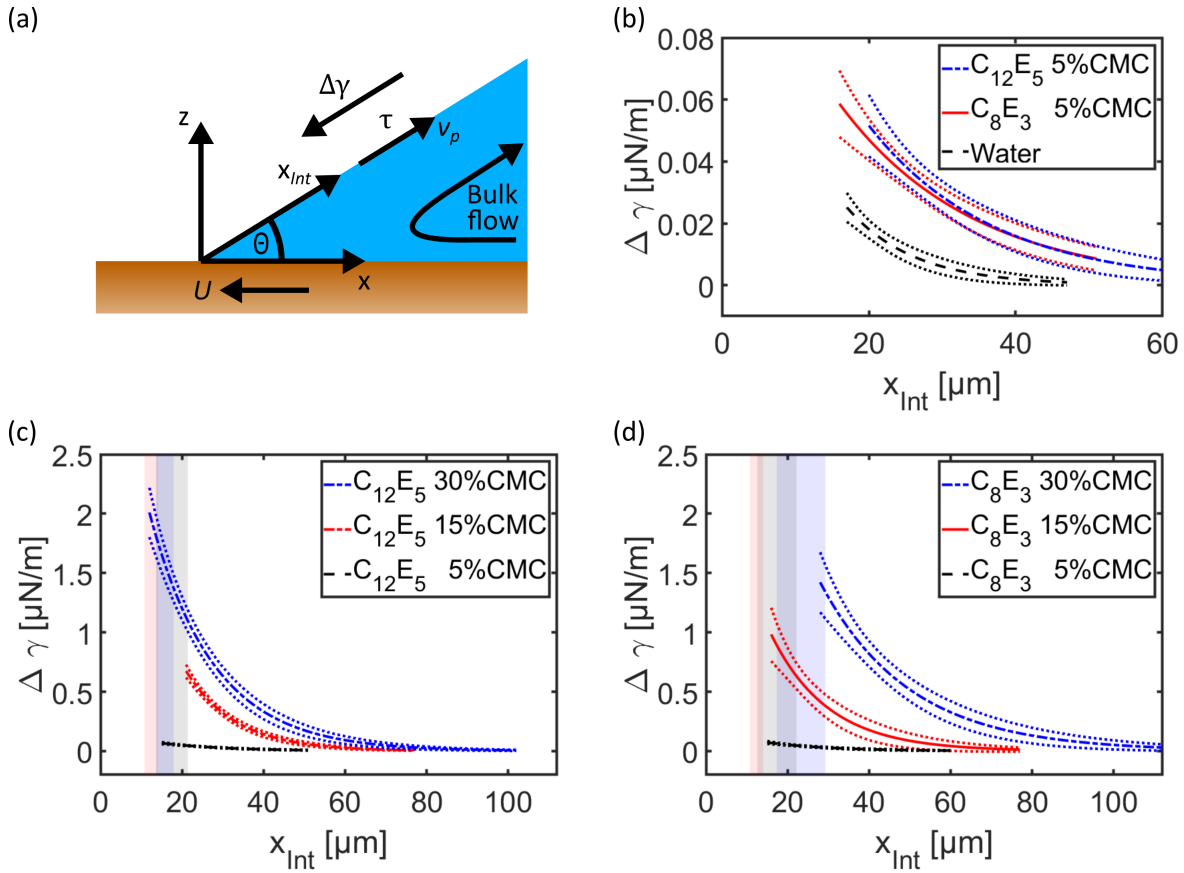 (a)
Δγ
z
τ
v_p
x_Int
Bulk
flow
Θ
x
U
(b)
0.08
0.06
0.04
0.02
0
Δ γ [µN/m]
C12E5 5%CMC
C8E3 5%CMC
Water
0 20 40 60
x_Int [µm]
(c)
2.5
2
1.5
1
0.5
0
Δ γ [µN/m]
C12E5 30%CMC
C12E5 15%CMC
C12E5 5%CMC
0 20 40 60 80 100
x_Int [µm]
(d)
2.5
2
1.5
1
0.5
0
Δ γ [µN/m]
C8E3 30%CMC
C8E3 15%CMC
C8E3 5%CMC
0 20 40 60 80 100
x_Int [µm]